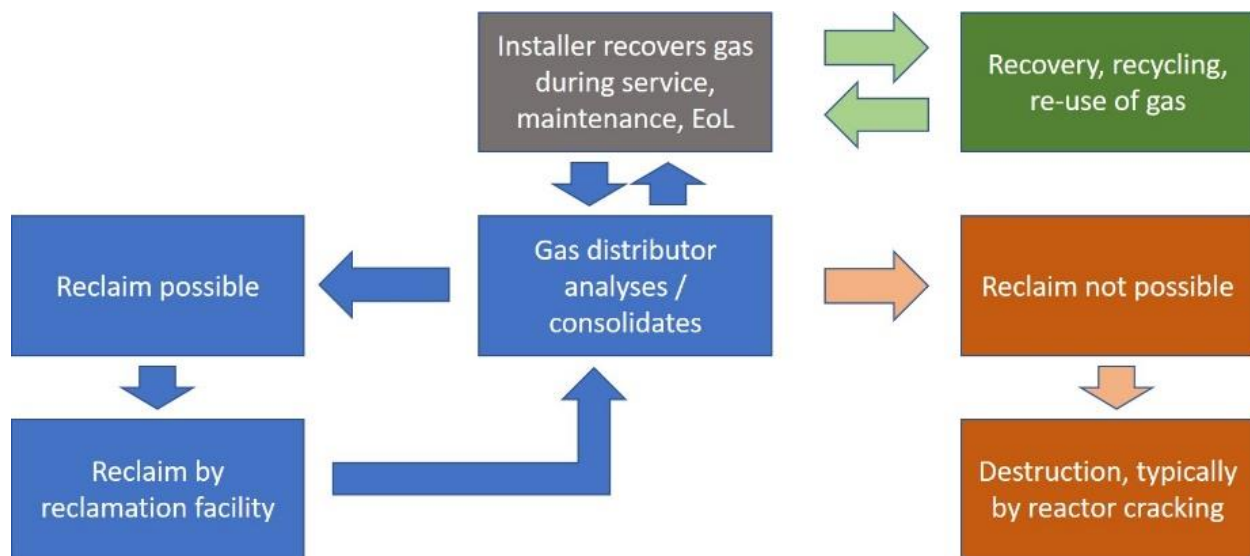 Installer recovers gas
during service,
maintenance, EoL
Recovery, recycling,
re-use of gas
Reclaim possible
Gas distributor
analyses /
consolidates
Reclaim not possible
Reclaim by
reclamation facility
Destruction, typically
by reactor cracking